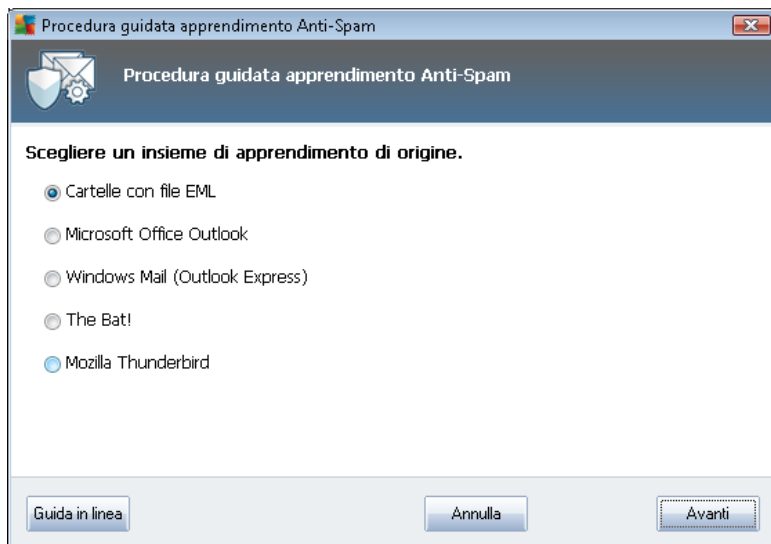 Procedura guidata apprendimento Anti-Spam
Procedura guidata apprendimento Anti-Spam
Scegliere un insieme di apprendimento di origine.
Cartelle con file EML
Microsoft Office Outlook
Windows Mail (Outlook Express)
The Bat!
Mozilla Thunderbird
Guida in linea
Annulla
Avanti